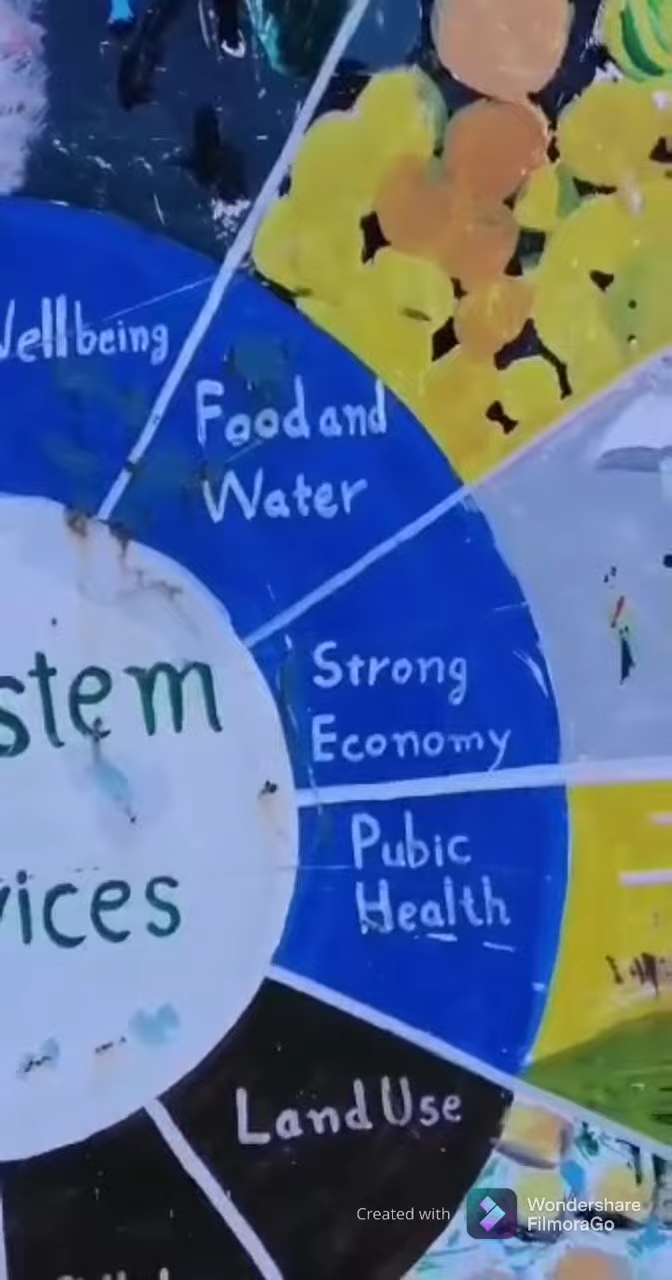 Wellbeing
Food and
Water
Strong
Economy
Pubic
Health
stem
vices
Land Use
Created with
Wondershare
FilmoraGo